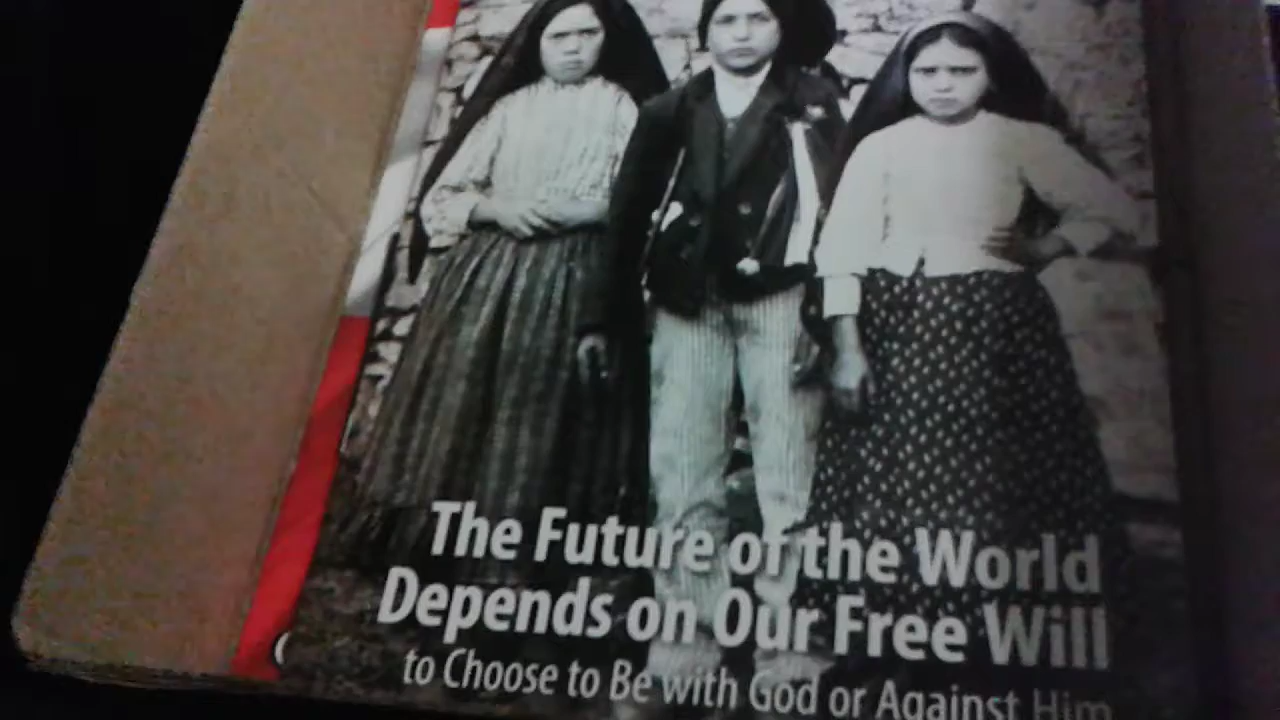 The Future of the World
Depends on Our Free Will
to Choose to Be with God or Against Him